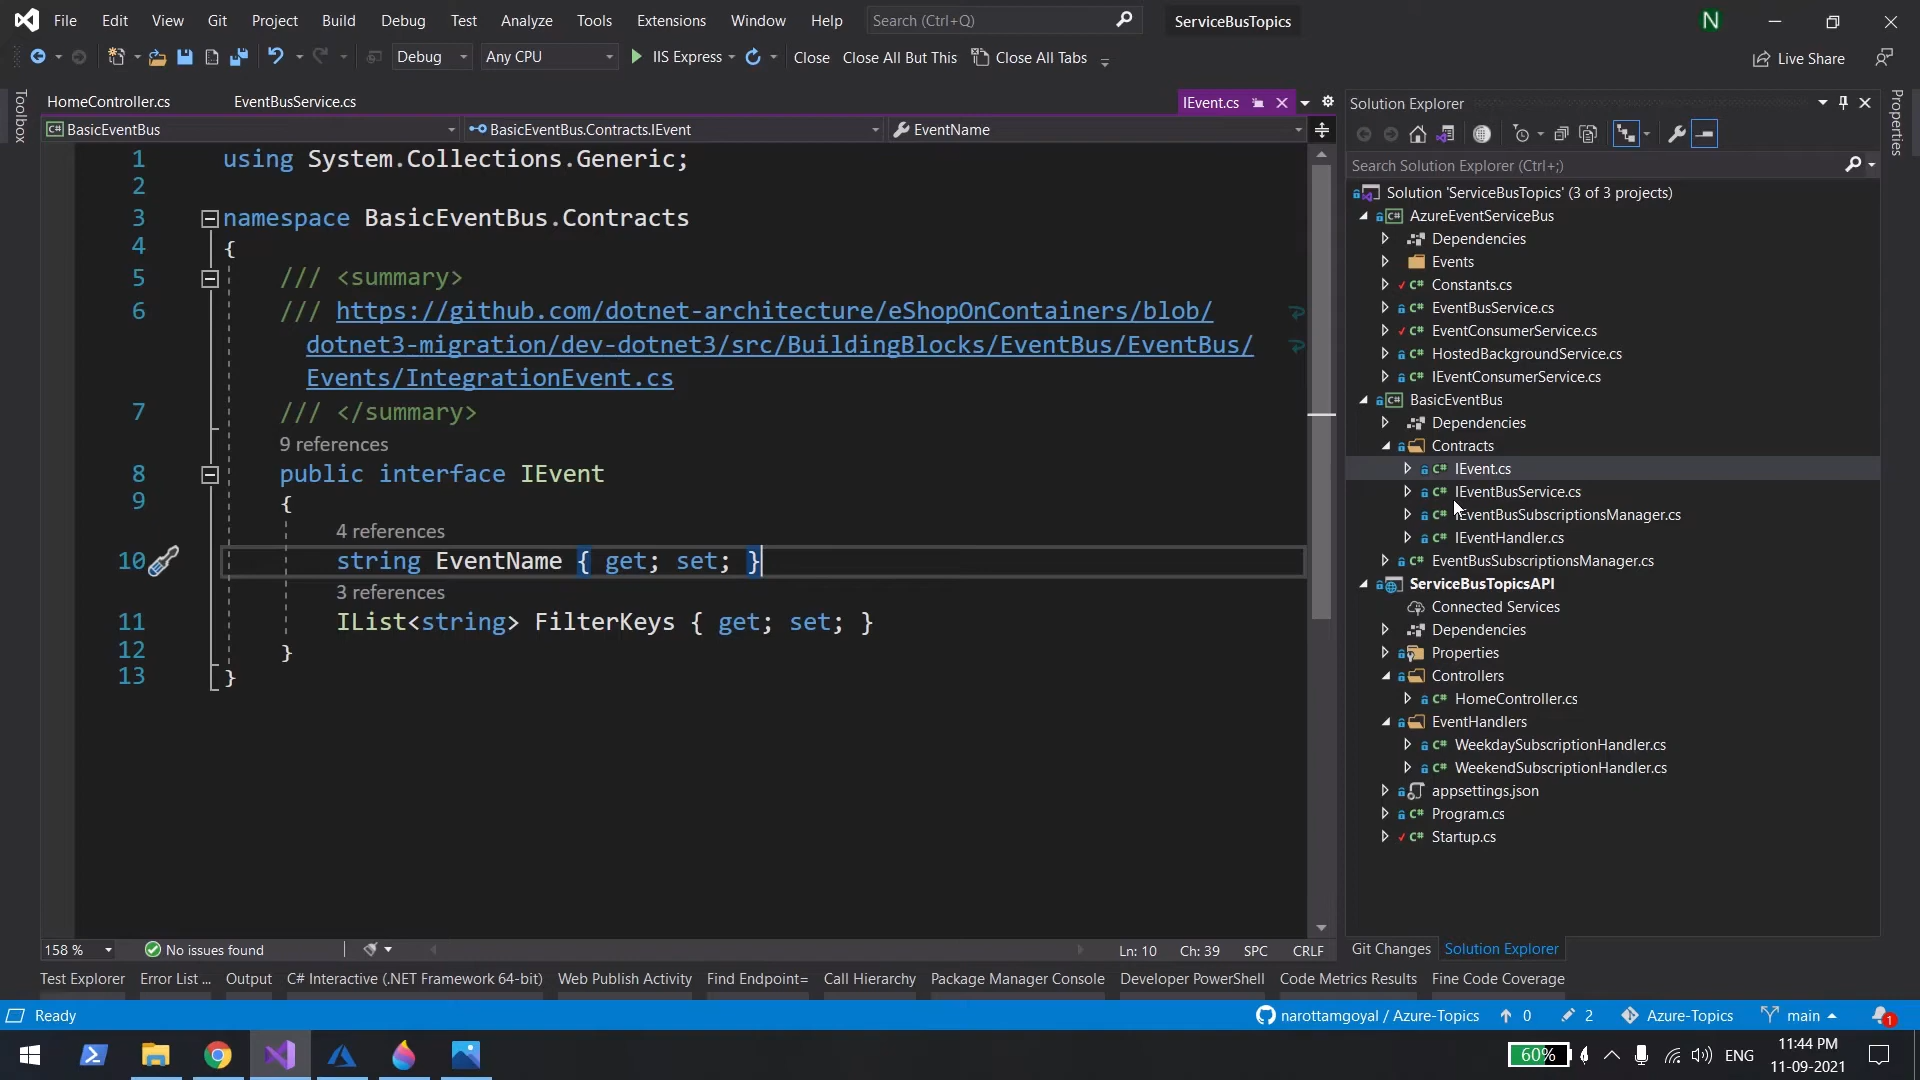 File Edit View Git Project Build Debug Test Analyze Tools Extensions Window Help Search (Ctrl+Q) ServiceBusTopics N
Debug Any CPU IIS Express Close Close All But This Close All Tabs Live Share
Toolbox
HomeController.cs EventBusService.cs IEvent.cs
BasicEventBus BasicEventBus.Contracts.IEvent EventName
1 using System.Collections.Generic;
2
3 namespace BasicEventBus.Contracts
4 {
5 /// <summary>
6 /// https://github.com/dotnet-architecture/eShopOnContainers/blob/
dotnet3-migration/dev-dotnet3/src/BuildingBlocks/EventBus/EventBus/
Events/IntegrationEvent.cs
7 /// </summary>
9 references
8 public interface IEvent
9 {
4 references
10 string EventName { get; set; }
3 references
11 IList<string> FilterKeys { get; set; }
12 }
13 }
158 % No issues found Ln: 10 Ch: 39 SPC CRLF
Solution Explorer
Search Solution Explorer (Ctrl+;)
Solution 'ServiceBusTopics' (3 of 3 projects)
C# AzureEventServiceBus
Dependencies
Events
C# Constants.cs
C# EventBusService.cs
C# EventConsumerService.cs
C# HostedBackgroundService.cs
C# IEventConsumerService.cs
C# BasicEventBus
Dependencies
Contracts
C# IEvent.cs
C# IEventBusService.cs
C# IEventBusSubscriptionsManager.cs
C# IEventHandler.cs
C# EventBusSubscriptionsManager.cs
ServiceBusTopicsAPI
Connected Services
Dependencies
Properties
Controllers
C# HomeController.cs
EventHandlers
C# WeekdaySubscriptionHandler.cs
C# WeekendSubscriptionHandler.cs
appsettings.json
C# Program.cs
C# Startup.cs
Git Changes Solution Explorer
Properties
Test Explorer Error List ... Output C# Interactive (.NET Framework 64-bit) Web Publish Activity Find Endpoint= Call Hierarchy Package Manager Console Developer PowerShell Code Metrics Results Fine Code Coverage
Ready narottamgoyal / Azure-Topics 0 2 Azure-Topics main 1
60% ENG 11:44 PM
11-09-2021